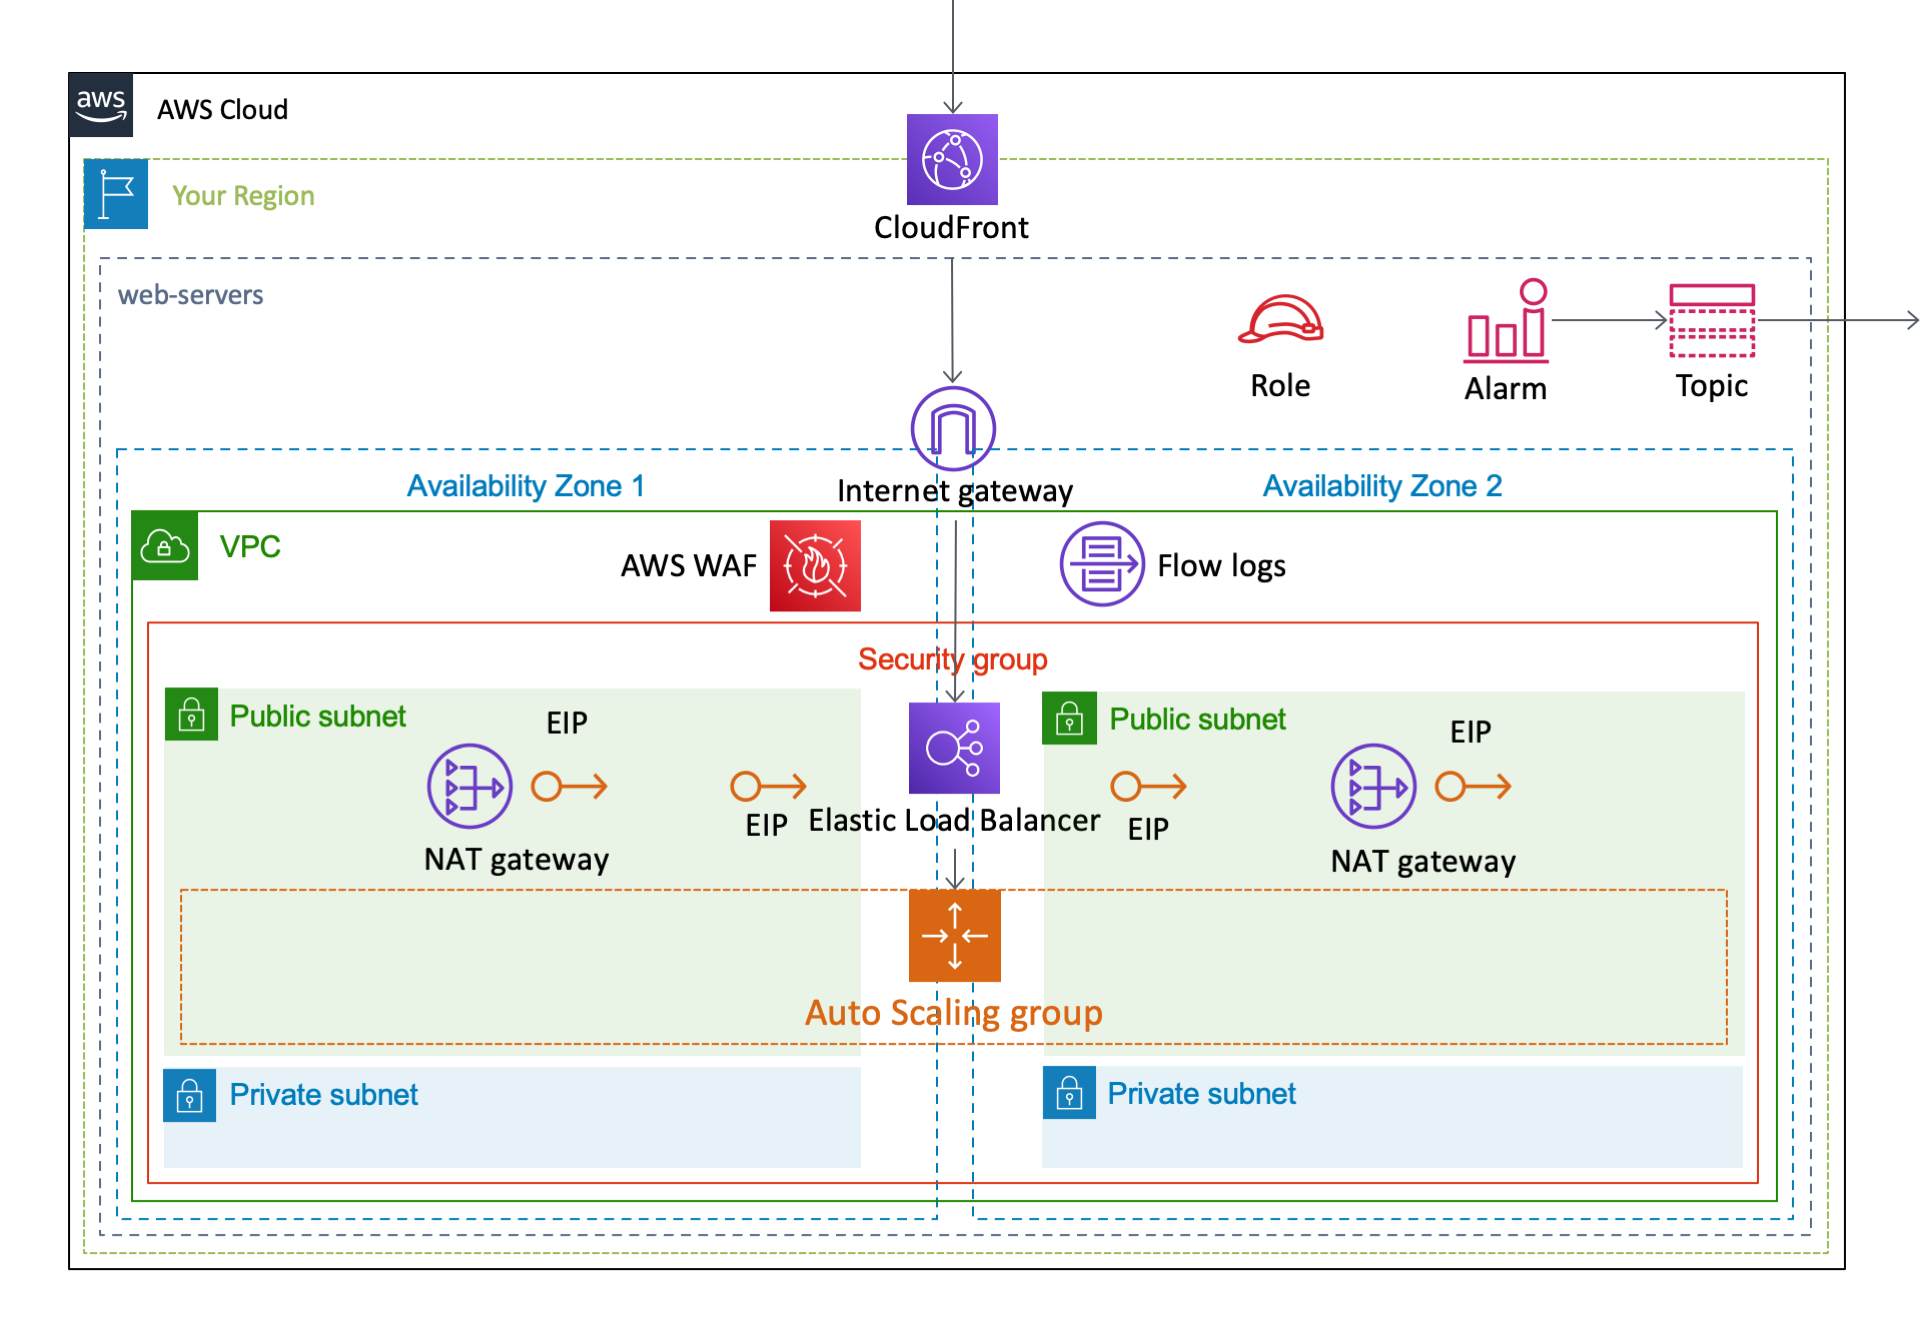 aws
AWS Cloud
Your Region
CloudFront
web-servers
Role
Alarm
Topic
Availability Zone 1
Internet gateway
Availability Zone 2
VPC
AWS WAF
Flow logs
Security group
Public subnet
EIP
Public subnet
EIP
EIP
Elastic Load Balancer
EIP
NAT gateway
NAT gateway
Auto Scaling group
Private subnet
Private subnet